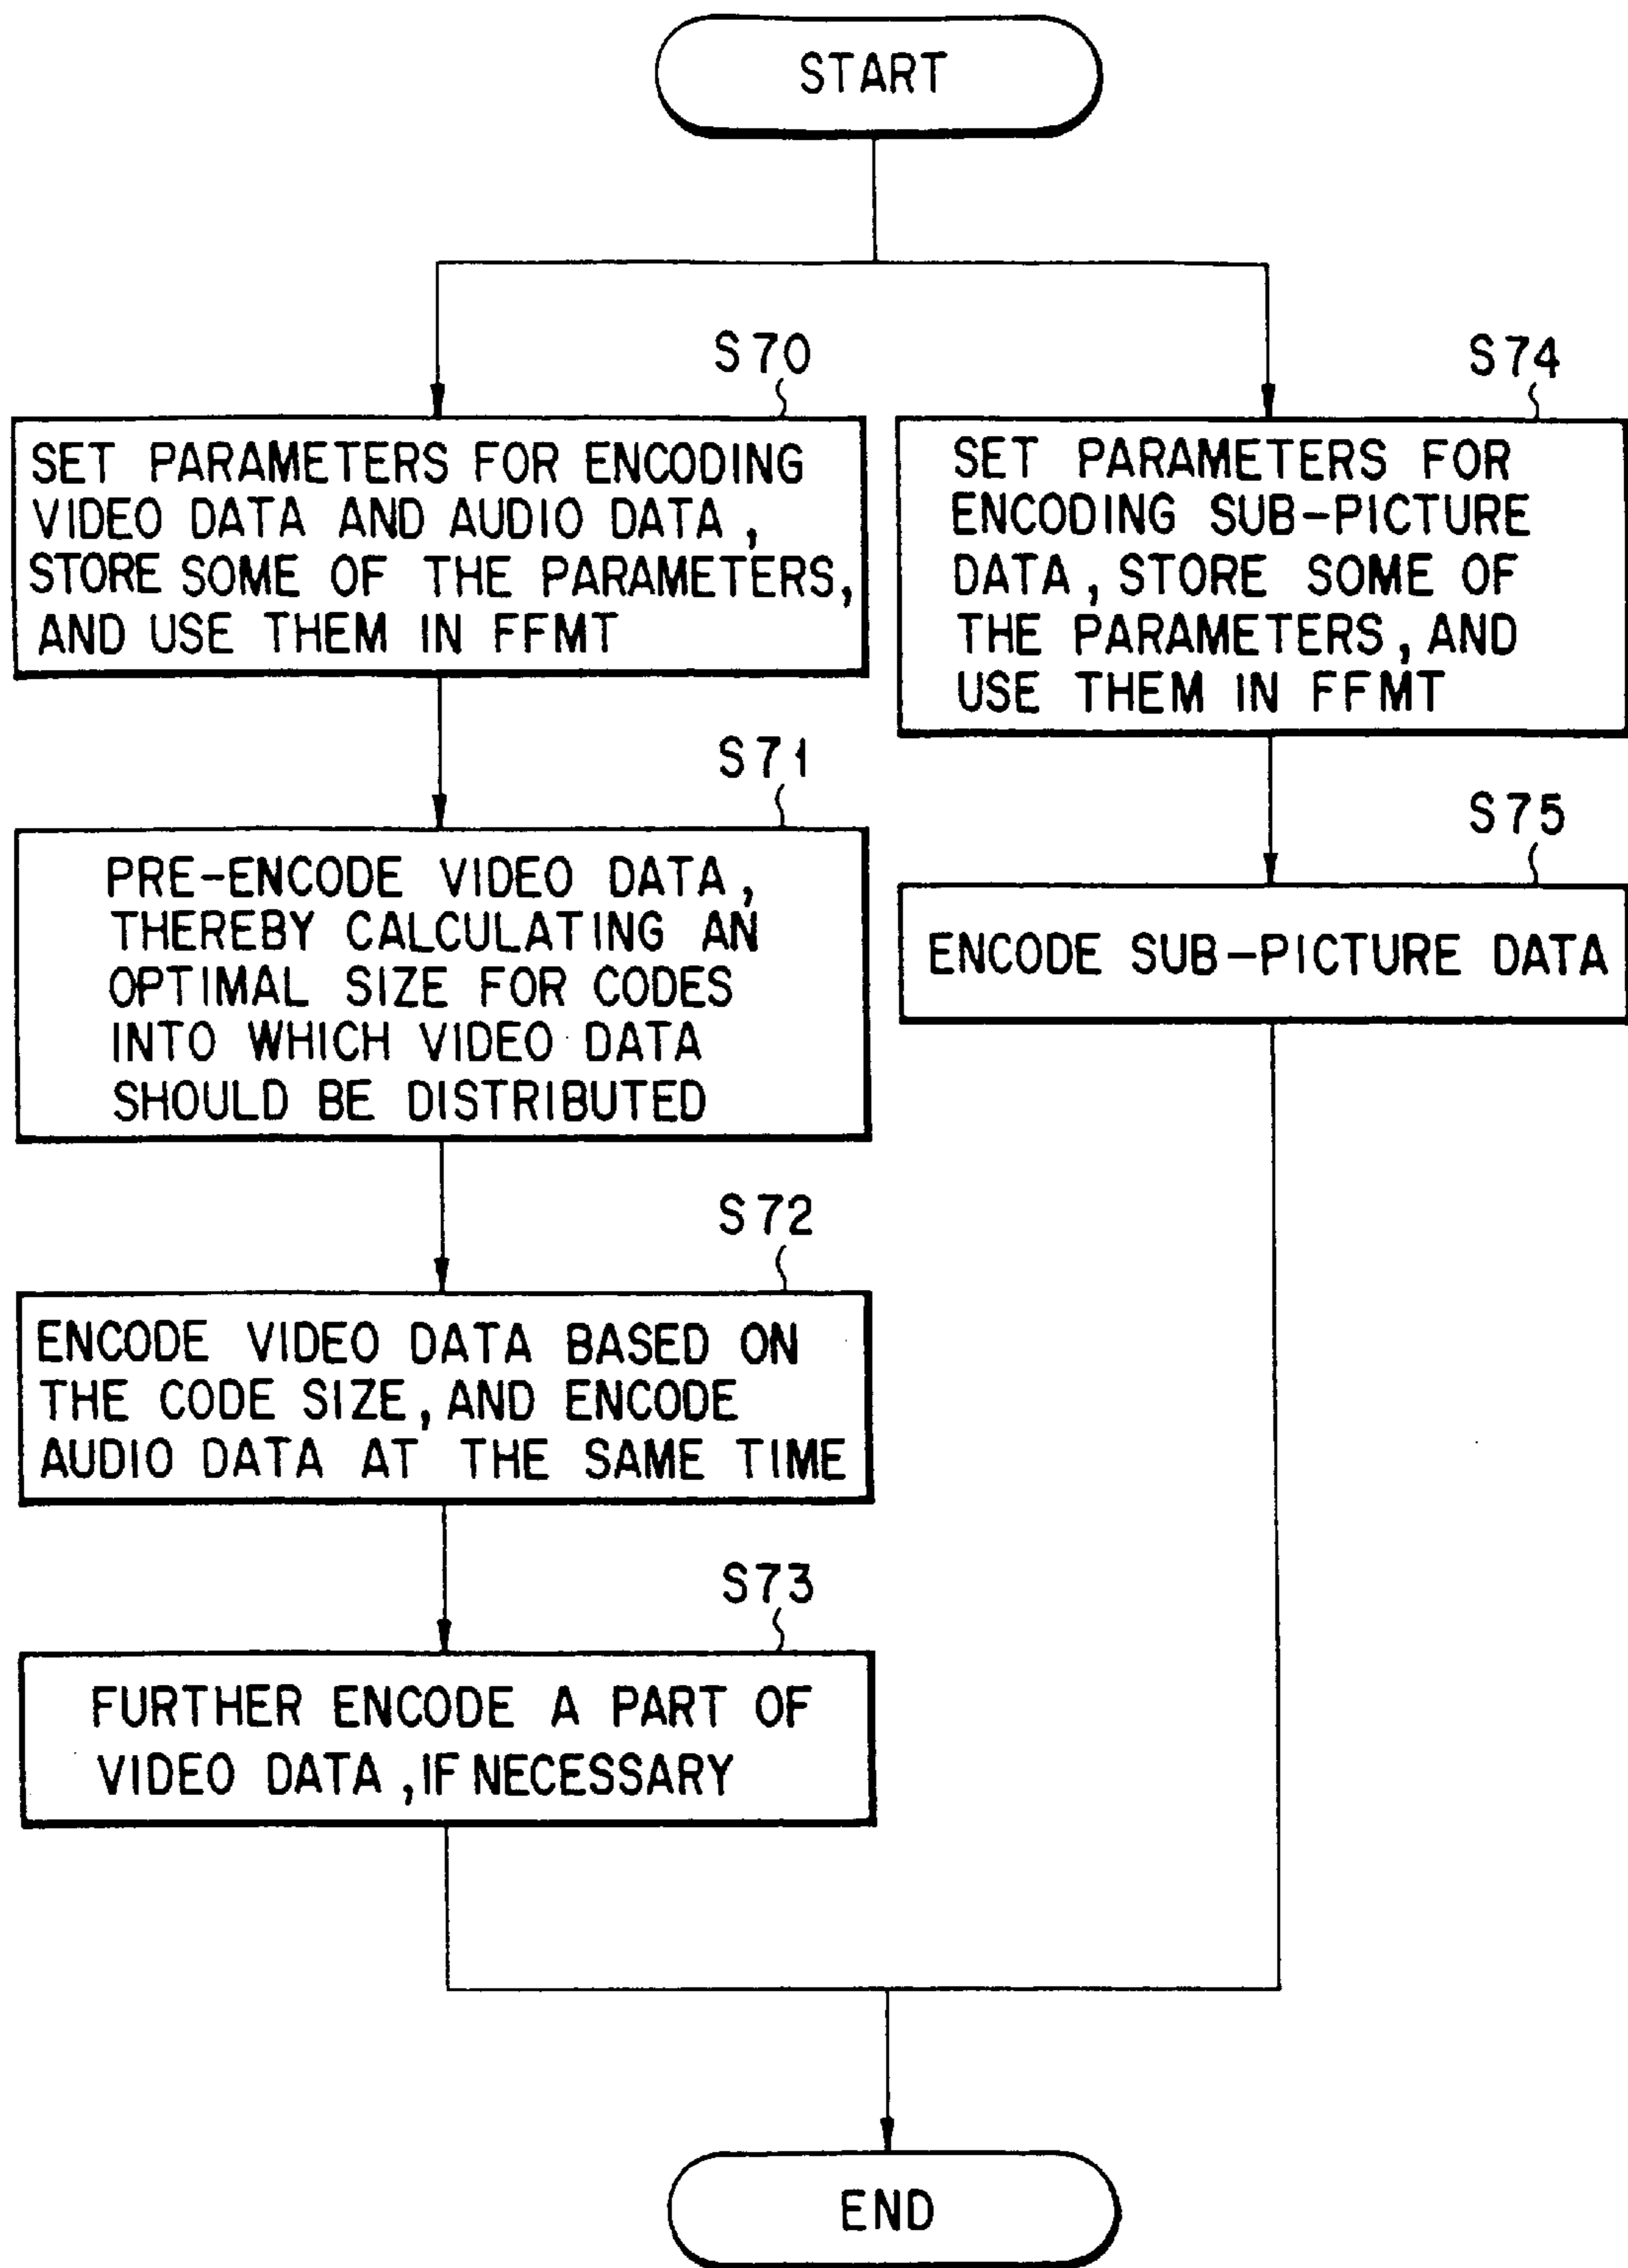 START
S70
SET PARAMETERS FOR ENCODING
VIDEO DATA AND AUDIO DATA,
STORE SOME OF THE PARAMETERS,
AND USE THEM IN FFMT
S71
PRE-ENCODE VIDEO DATA,
THEREBY CALCULATING AN
OPTIMAL SIZE FOR CODES
INTO WHICH VIDEO DATA
SHOULD BE DISTRIBUTED
S72
ENCODE VIDEO DATA BASED ON
THE CODE SIZE, AND ENCODE
AUDIO DATA AT THE SAME TIME
S73
FURTHER ENCODE A PART OF
VIDEO DATA, IF NECESSARY
S74
SET PARAMETERS FOR
ENCODING SUB-PICTURE
DATA, STORE SOME OF
THE PARAMETERS, AND
USE THEM IN FFMT
S75
ENCODE SUB-PICTURE DATA
END